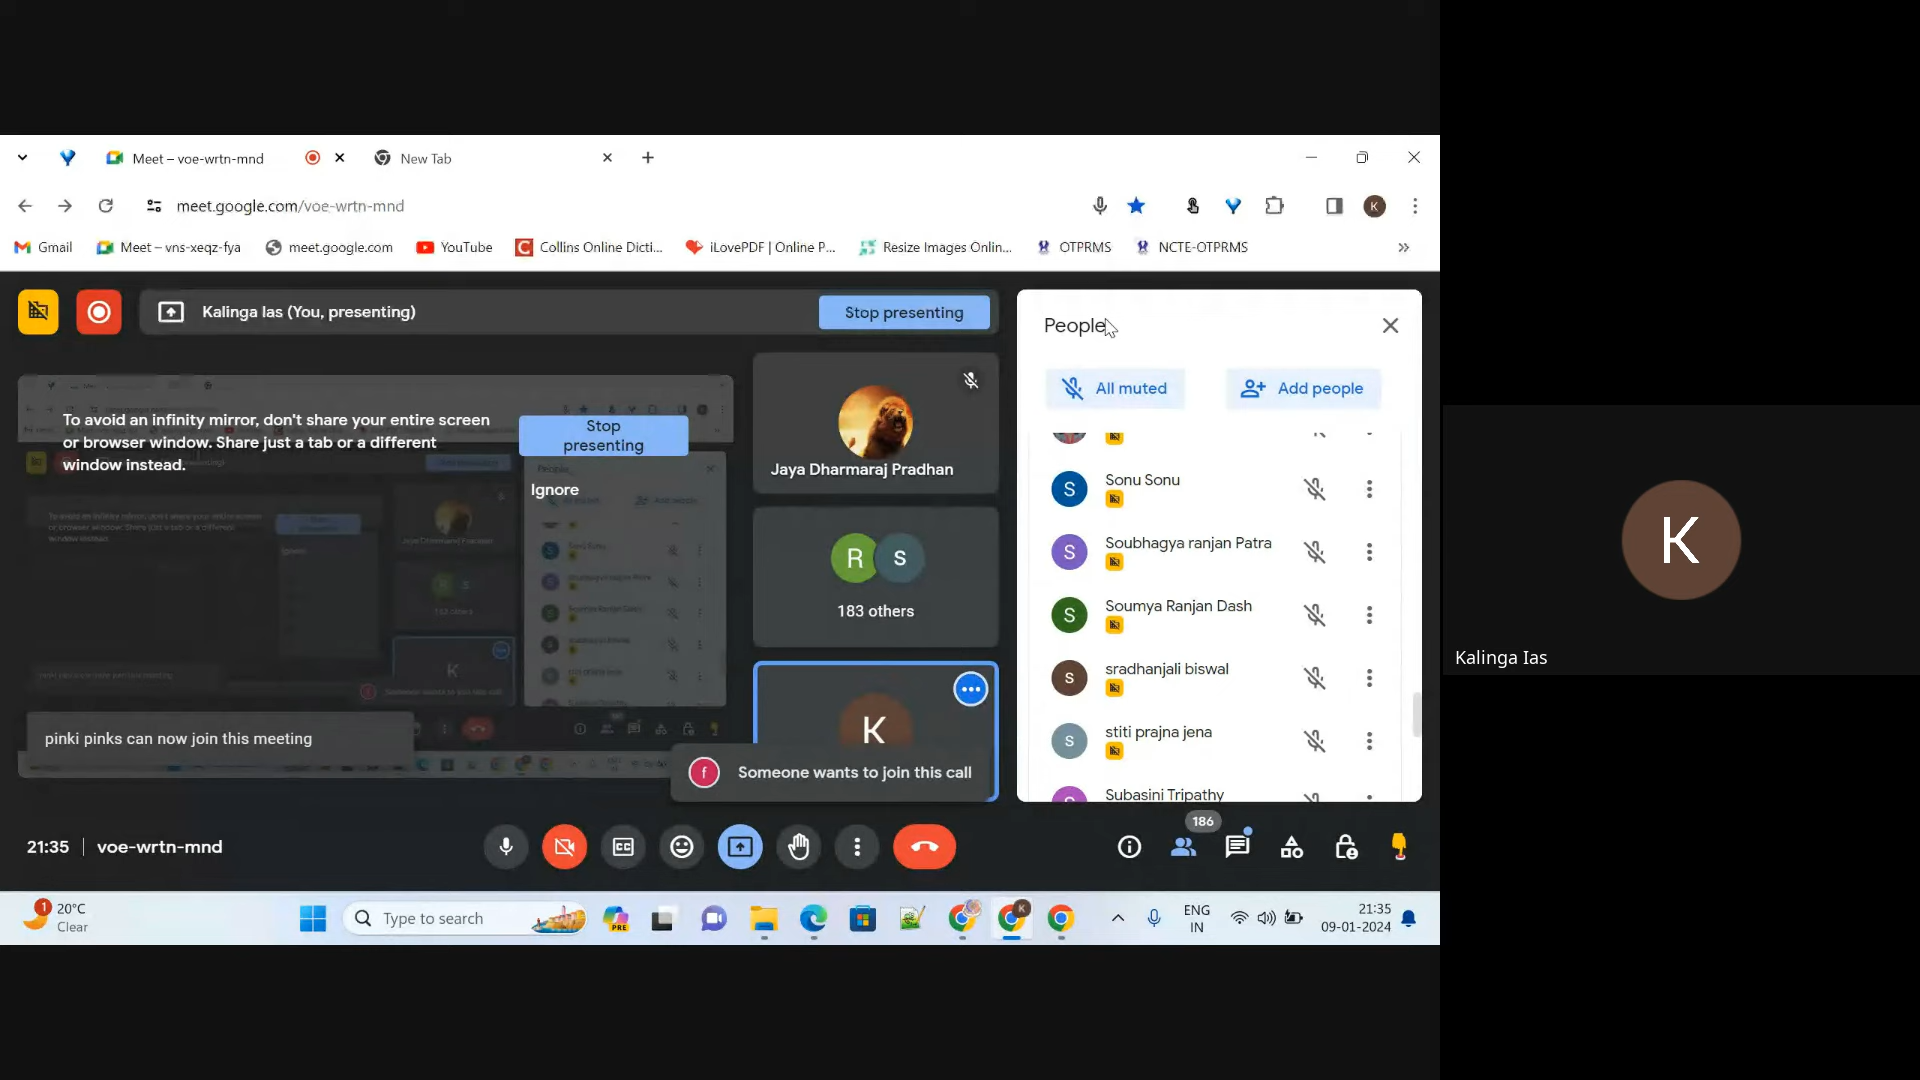 Meet – voe-wrtn-mnd
New Tab
meet.google.com/voe-wrtn-mnd
K
Gmail
Meet – vns-xeqz-fya
meet.google.com
YouTube
Collins Online Dicti...
iLovePDF | Online P...
Resize Images Onlin...
OTPRMS
NCTE-OTPRMS
Kalinga Ias (You, presenting)
Stop presenting
To avoid an infinity mirror, don't share your entire screen
or browser window. Share just a tab or a different
window instead.
Stop
presenting
Ignore
pinki pinks can now join this meeting
Jaya Dharmaraj Pradhan
R
s
183 others
K
f
Someone wants to join this call
People
All muted
Add people
S
Sonu Sonu
S
Soubhagya ranjan Patra
S
Soumya Ranjan Dash
s
sradhanjali biswal
s
stiti prajna jena
Subasini Tripathy
186
21:35
voe-wrtn-mnd
1
20°C
Clear
Type to search
PRE
K
ENG
IN
21:35
09-01-2024
K
Kalinga Ias